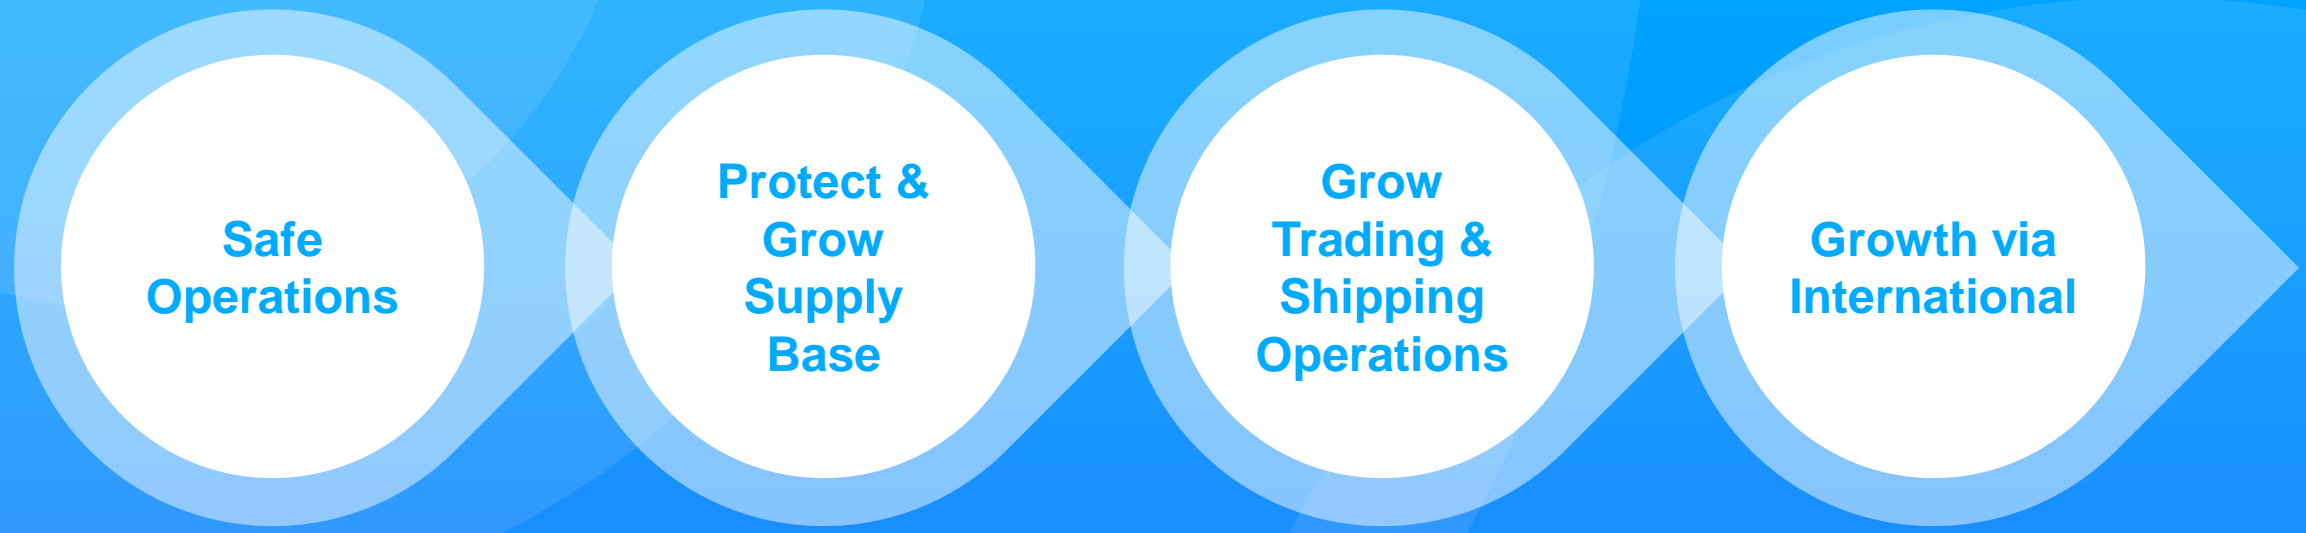 Safe
Operations
Protect &
Grow
Supply
Base
Grow
Trading &
Shipping
Operations
Growth via
International